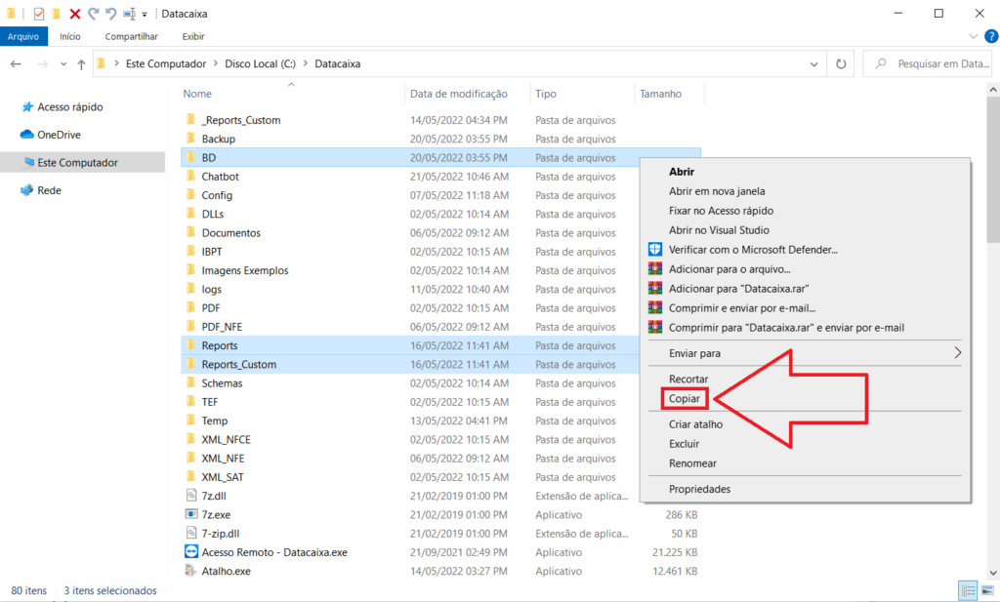 Datacaixa
Arquivo Início Compartilhar Exibir
Este Computador Disco Local (C:) Datacaixa Pesquisar em Data...
Nome Data de modificação Tipo Tamanho
Acesso rápido
OneDrive
Este Computador
Rede
_Reports_Custom 14/05/2022 04:34 PM Pasta de arquivos
Backup 20/05/2022 03:55 PM Pasta de arquivos
BD 20/05/2022 03:55 PM Pasta de arquivos
Chatbot 21/05/2022 10:46 AM Pasta de arquivos
Config 07/05/2022 11:18 AM Pasta de arquivos
DLLs 02/05/2022 10:14 AM Pasta de arquivos
Documentos 06/05/2022 09:12 AM Pasta de arquivos
IBPT 02/05/2022 10:15 AM Pasta de arquivos
Imagens Exemplos 02/05/2022 10:14 AM Pasta de arquivos
logs 11/05/2022 10:40 AM Pasta de arquivos
PDF 02/05/2022 10:15 AM Pasta de arquivos
PDF_NFE 06/05/2022 09:12 AM Pasta de arquivos
Reports 16/05/2022 11:41 AM Pasta de arquivos
Reports_Custom 16/05/2022 11:41 AM Pasta de arquivos
Schemas 02/05/2022 10:14 AM Pasta de arquivos
TEF 02/05/2022 10:15 AM Pasta de arquivos
Temp 13/05/2022 04:41 PM Pasta de arquivos
XML_NFCE 02/05/2022 10:15 AM Pasta de arquivos
XML_NFE 06/05/2022 09:12 AM Pasta de arquivos
XML_SAT 02/05/2022 10:15 AM Pasta de arquivos
7z.dll 21/02/2019 01:00 PM Extensão de aplica...
7z.exe 21/02/2019 01:00 PM Aplicativo 286 KB
7-zip.dll 21/02/2019 01:00 PM Extensão de aplica... 50 KB
Acesso Remoto - Datacaixa.exe 21/09/2021 02:49 PM Aplicativo 21.225 KB
Atalho.exe 14/05/2022 03:27 PM Aplicativo 12.461 KB
Abrir
Abrir em nova janela
Fixar no Acesso rápido
Abrir no Visual Studio
Verificar com o Microsoft Defender...
Adicionar para o arquivo...
Adicionar para "Datacaixa.rar"
Comprimir e enviar por e-mail...
Comprimir para "Datacaixa.rar" e enviar por e-mail
Enviar para
Recortar
Copiar
Criar atalho
Excluir
Renomear
Propriedades
80 itens 3 itens selecionados